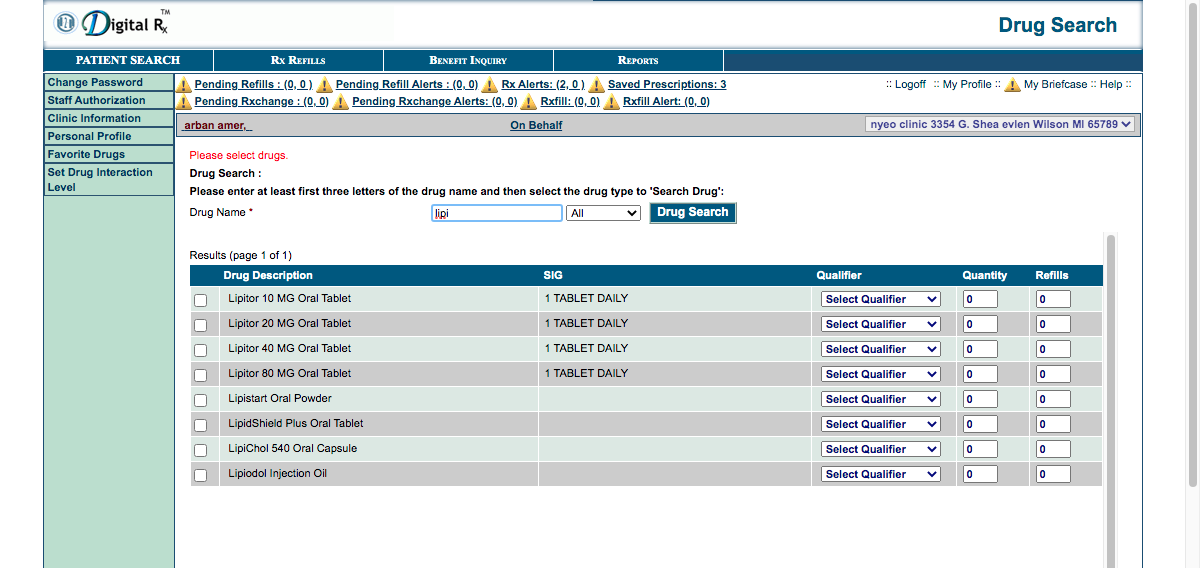 Digital Rx TM
Drug Search
PATIENT SEARCH RX REFILLS BENEFIT INQUIRY REPORTS
Change Password
Staff Authorization
Clinic Information
Personal Profile
Favorite Drugs
Set Drug Interaction
Level
Pending Refills : (0, 0 ) Pending Refill Alerts : (0, 0) Rx Alerts: (2, 0 ) Saved Prescriptions: 3 :: Logoff :: My Profile :: My Briefcase :: Help ::
Pending Rxchange : (0, 0) Pending Rxchange Alerts: (0, 0) Rxfill: (0, 0) Rxfill Alert: (0, 0)
arban amer, On Behalf nyeo clinic 3354 G. Shea evlen Wilson MI 65789
Please select drugs.
Drug Search :
Please enter at least first three letters of the drug name and then select the drug type to 'Search Drug':
Drug Name * lipi All Drug Search
Results (page 1 of 1)
Drug Description SIG Qualifier Quantity Refills
Lipitor 10 MG Oral Tablet 1 TABLET DAILY Select Qualifier 0 0
Lipitor 20 MG Oral Tablet 1 TABLET DAILY Select Qualifier 0 0
Lipitor 40 MG Oral Tablet 1 TABLET DAILY Select Qualifier 0 0
Lipitor 80 MG Oral Tablet 1 TABLET DAILY Select Qualifier 0 0
Lipistart Oral Powder Select Qualifier 0 0
LipidShield Plus Oral Tablet Select Qualifier 0 0
LipiChol 540 Oral Capsule Select Qualifier 0 0
Lipiodol Injection Oil Select Qualifier 0 0